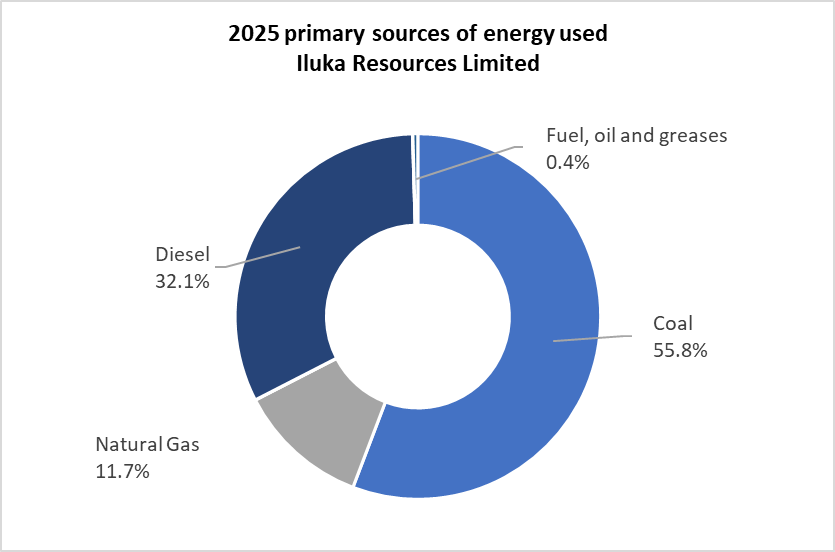 2025 primary sources of energy used
Iluka Resources Limited
Fuel, oil and greases
0.4%
Diesel
32.1%
Coal
55.8%
Natural Gas
11.7%